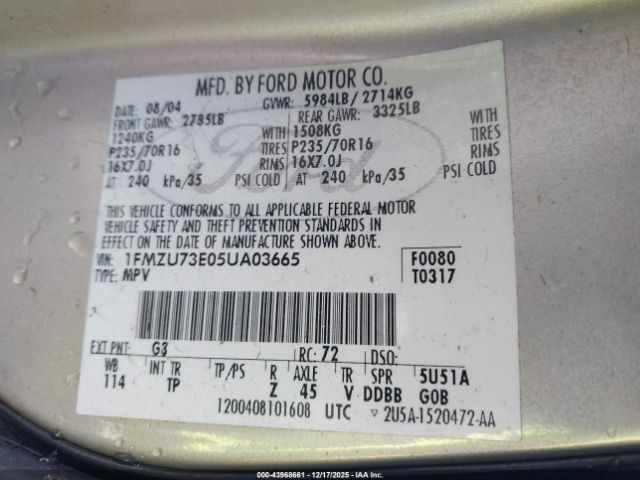 MFD. BY FORD MOTOR CO.
DATE: 08/04 GVWR: 5984LB/2714KG
FRONT GAWR: 2735LB REAR GAWR: 3325LB
1240KG WITH 1508KG WITH
P235/70R16 TIRES P235/70R16 TIRES
16X7.0J RIMS 16X7.0J RIMS
AT 240 kPa/35 PSI COLD AT 240 kPa/35 PSI COLD
Ford
THIS VEHICLE CONFORMS TO ALL APPLICABLE FEDERAL MOTOR
VEHICLE SAFETY AND THEFT PREVENTION STANDARDS IN
EFFECT ON THE DATE OF MANUFACTURE SHOWN ABOVE.
VIN: 1FMZU73E05UA03665 F0080
TYPE: MPV T0317
EXT PNT: G3 RC: 72 DSO:
WB INT TR TP/PS R AXLE TR SPR 5U51A
114 TP Z 45 V DDBB GOB
1200408101608 UTC ▽ 2U5A-1520472-AA
Box: 43968661 | 12/17/2025 - IAA Inc.